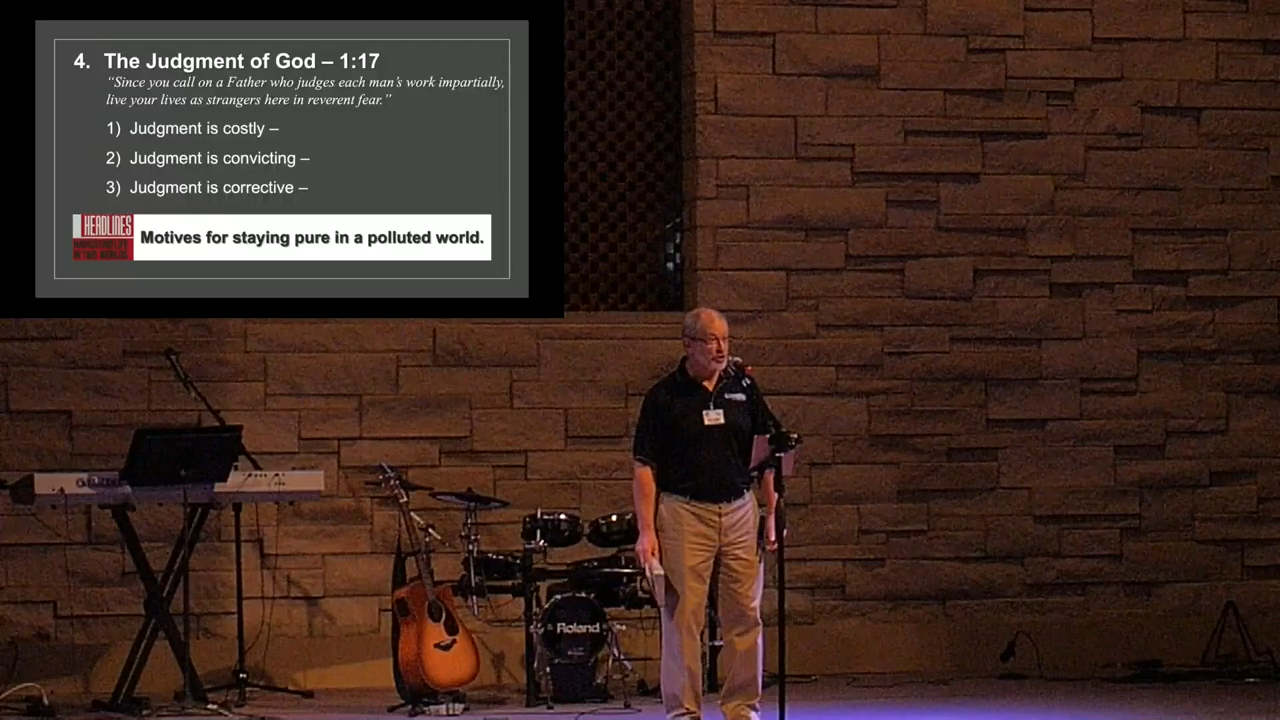 4. The Judgment of God – 1:17
“Since you call on a Father who judges each man’s work impartially,
live your lives as strangers here in reverent fear.”
1) Judgment is costly –
2) Judgment is convicting –
3) Judgment is corrective –
HEADLINES
Motives for staying pure in a polluted world.
Roland